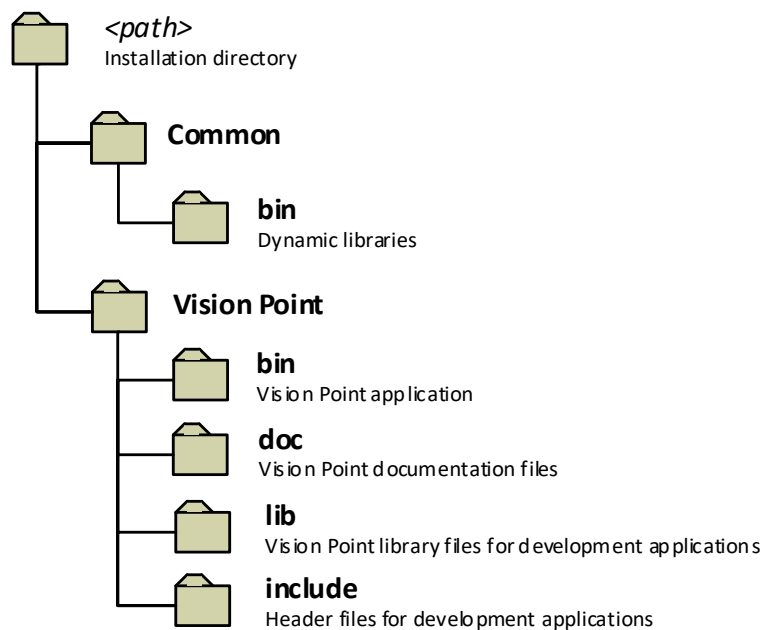 <path>
Installation directory
Common
bin
Dynamic libraries
Vision Point
bin
Vision Point application
doc
Vision Point documentation files
lib
Vision Point library files for development applications
include
Header files for development applications